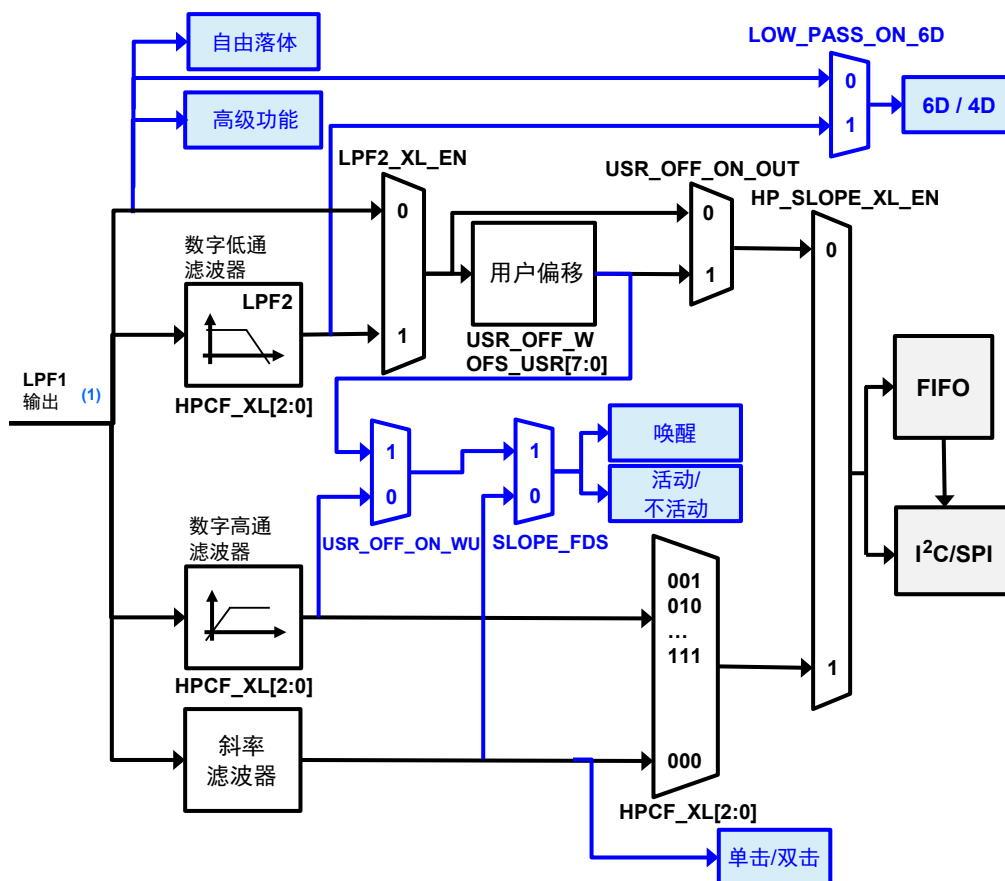 自由落体
LOW_PASS_ON_6D
0
6D / 4D
高级功能
1
LPF2_XL_EN
USR_OFF_ON_OUT
HP_SLOPE_XL_EN
0
0
0
数字低通
滤波器
LPF2
用户偏移
1
1
USR_OFF_W
OFS_USR[7:0]
HPCF_XL[2:0]
LPF1
输出
(1)
FIFO
1
0
1
0
唤醒
活动/
不活动
USR_OFF_ON_WU
SLOPE_FDS
数字高通
滤波器
I²C/SPI
001
010
...
111
HPCF_XL[2:0]
1
斜率
滤波器
000
HPCF_XL[2:0]
单击/双击